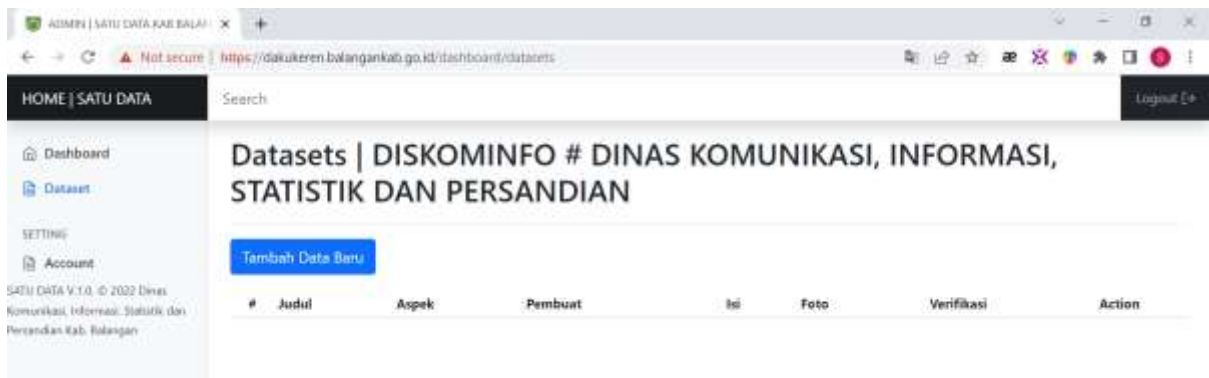 ADMIN | SATU DATA KAB BALAN
Not secure | https://dakukeren.balangankab.go.id/dashboard/datasets
HOME | SATU DATA
Search
Logout
Dashboard
Dataset
SETTING
Account
SATU DATA V.1.0. © 2022 Dinas
Komunikasi, Informasi, Statistik dan
Persandian Kab. Balangan
Datasets | DISKOMINFO # DINAS KOMUNIKASI, INFORMASI,
STATISTIK DAN PERSANDIAN
Tambah Data Baru
# Judul Aspek Pembuat Isi Foto Verifikasi Action